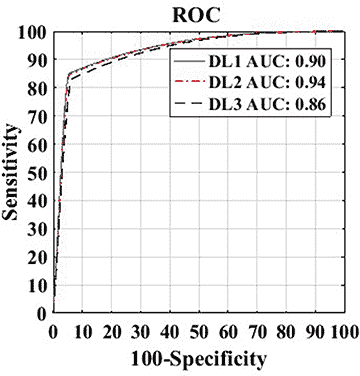 ROC
100
90
80
70
60
50
40
30
20
10
0
Sensitivity
DL1 AUC: 0.90
DL2 AUC: 0.94
DL3 AUC: 0.86
0 10 20 30 40 50 60 70 80 90 100
100-Specificity